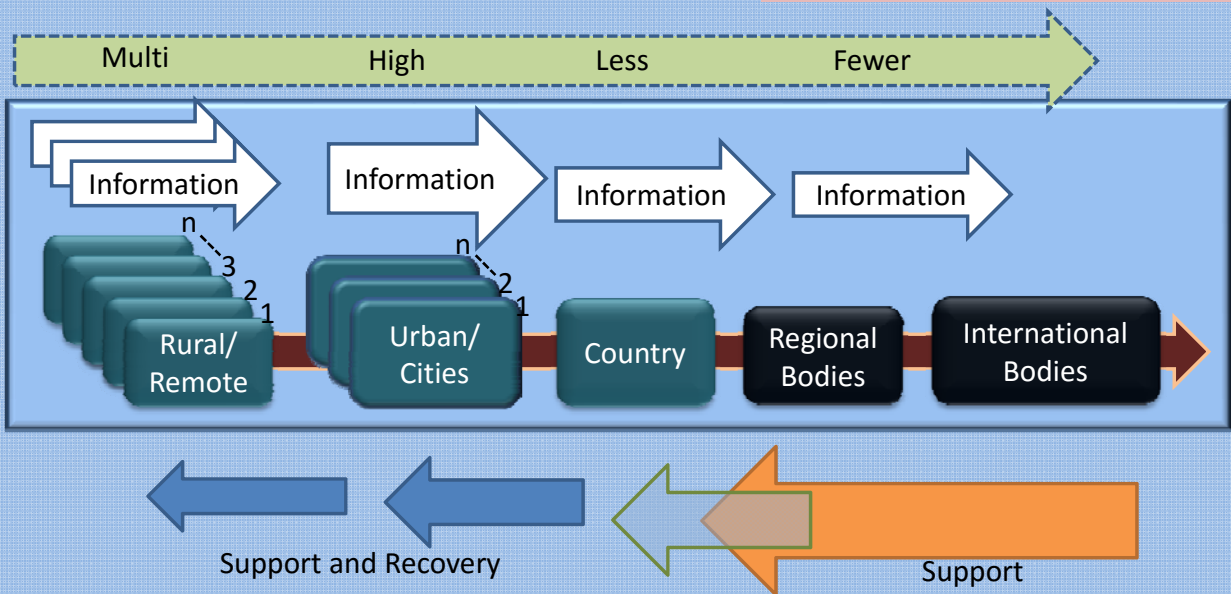 Multi High Less Fewer
Information Information Information Information
n
3
2
1
n
2
1
Rural/
Remote
Urban/
Cities
Country
Regional
Bodies
International
Bodies
Support and Recovery
Support